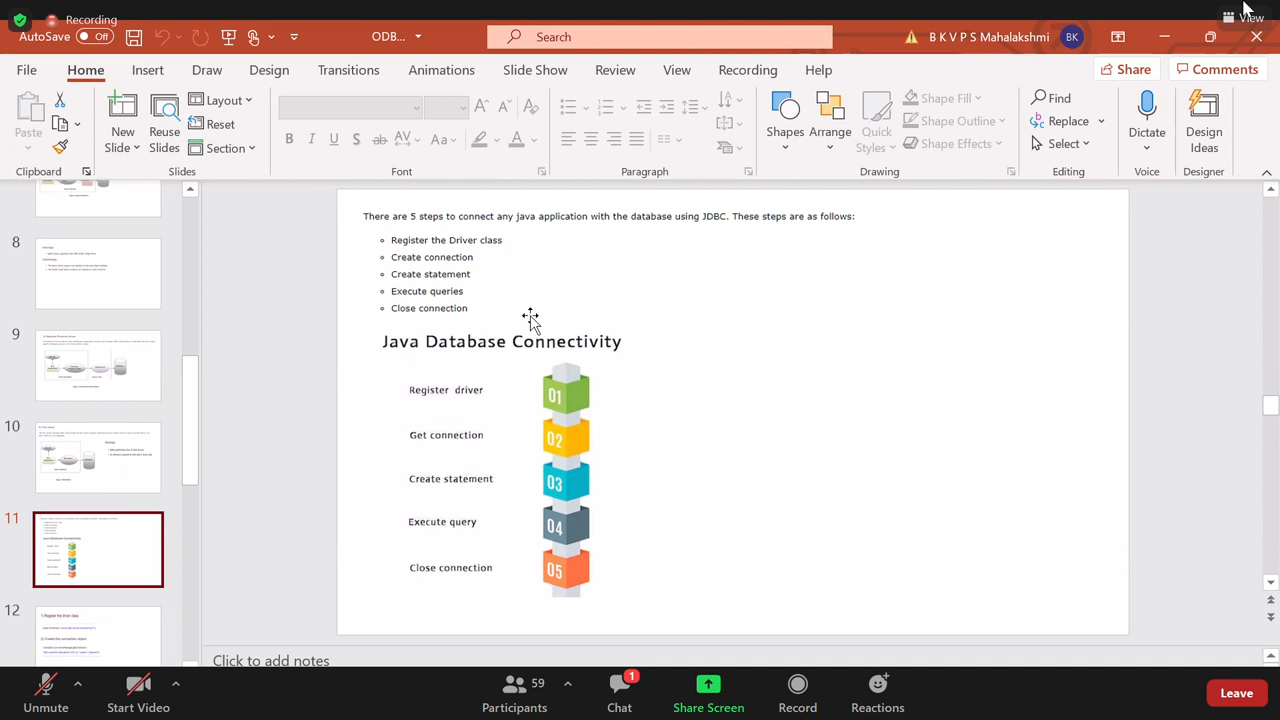 Recording
View
AutoSave Off
ODB...
Search
B K V P S Mahalakshmi
BK
File Home Insert Draw Design Transitions Animations Slide Show Review View Recording Help
Share
Comments
New Slide
Reuse Slides
Layout
Reset
Section
Shapes
Arrange
Quick Styles
Shape Fill
Shape Outline
Shape Effects
Find
Replace
Select
Dictate
Design Ideas
Clipboard
Slides
Font
Paragraph
Drawing
Editing
Voice
Designer
8
9
10
11
12
There are 5 steps to connect any java application with the database using JDBC. These steps are as follows:
Register the Driver class
Create connection
Create statement
Execute queries
Close connection
Java Database Connectivity
Register driver 01
Get connection 02
Create statement 03
Execute query 04
Close connection 05
Click to add notes
Unmute
Start Video
59
Participants
1
Chat
Share Screen
Record
Reactions
Leave